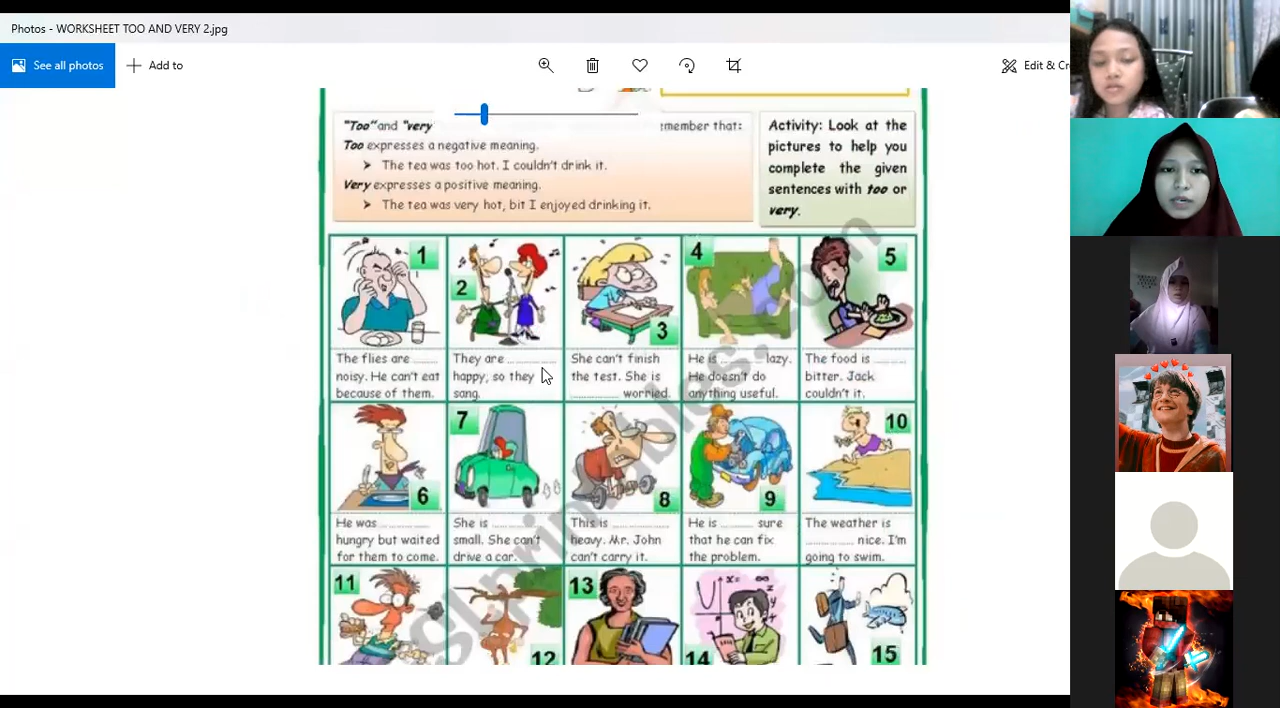 Photos - WORKSHEET TOO AND VERY 2.jpg
See all photos
Add to
Edit & Cr
"Too" and "very
emember that:
Too expresses a negative meaning.
The tea was too hot. I couldn't drink it.
Very expresses a positive meaning.
The tea was very hot, bit I enjoyed drinking it.
Activity: Look at the
pictures to help you
complete the given
sentences with too or
very.
1
2
3
4
5
The flies are ........
noisy. He can't eat
because of them.
They are ............
happy, so they
sang.
She can't finish
the test. She is
............ worried.
He is ............ lazy.
He doesn't do
anything useful.
The food is ........
bitter. Jack
couldn't it.
6
7
8
9
10
He was ............
hungry but waited
for them to come.
She is ............
small. She can't
drive a car.
This is ............
heavy. Mr. John
can't carry it.
He is ........ sure
that he can fix
the problem.
The weather is
............ nice. I'm
going to swim.
11
12
13
14
15
x=
y